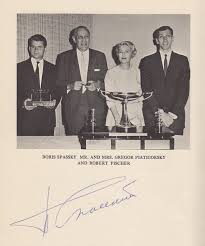 BORIS SPASSKY, MR. AND MRS. GREGOR PIATIGORSKY
AND ROBERT FISCHER